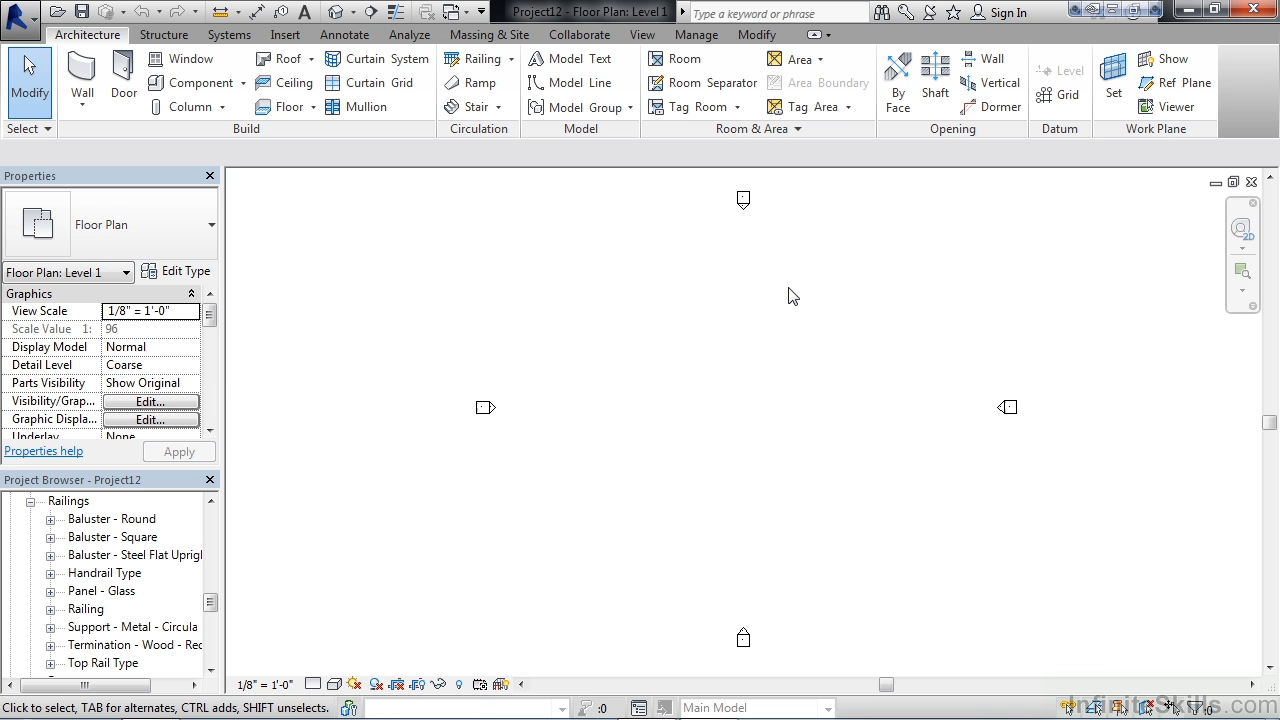 Project12 - Floor Plan: Level 1
Type a keyword or phrase
Sign In
Architecture Structure Systems Insert Annotate Analyze Massing & Site Collaborate View Manage Modify
Modify
Wall
Door
Window
Component
Column
Roof
Ceiling
Floor
Curtain System
Curtain Grid
Mullion
Railing
Ramp
Stair
Model Text
Model Line
Model Group
Room
Room Separator
Tag Room
Area
Area Boundary
Tag Area
By Face
Shaft
Wall
Vertical
Dormer
Level
Grid
Set
Show
Ref Plane
Viewer
Select Build Circulation Model Room & Area Opening Datum Work Plane
Properties
Floor Plan
Floor Plan: Level 1 Edit Type
Graphics
View Scale 1/8" = 1'-0"
Scale Value 1: 96
Display Model Normal
Detail Level Coarse
Parts Visibility Show Original
Visibility/Grap... Edit...
Graphic Displa... Edit...
Underlay None
Properties help Apply
Project Browser - Project12
Railings
Baluster - Round
Baluster - Square
Baluster - Steel Flat Uprigh
Handrail Type
Panel - Glass
Railing
Support - Metal - Circula
Termination - Wood - Rec
Top Rail Type
2D
1/8" = 1'-0"
Click to select, TAB for alternates, CTRL adds, SHIFT unselects.
:0
Main Model
:0
InfiniteSkills.com